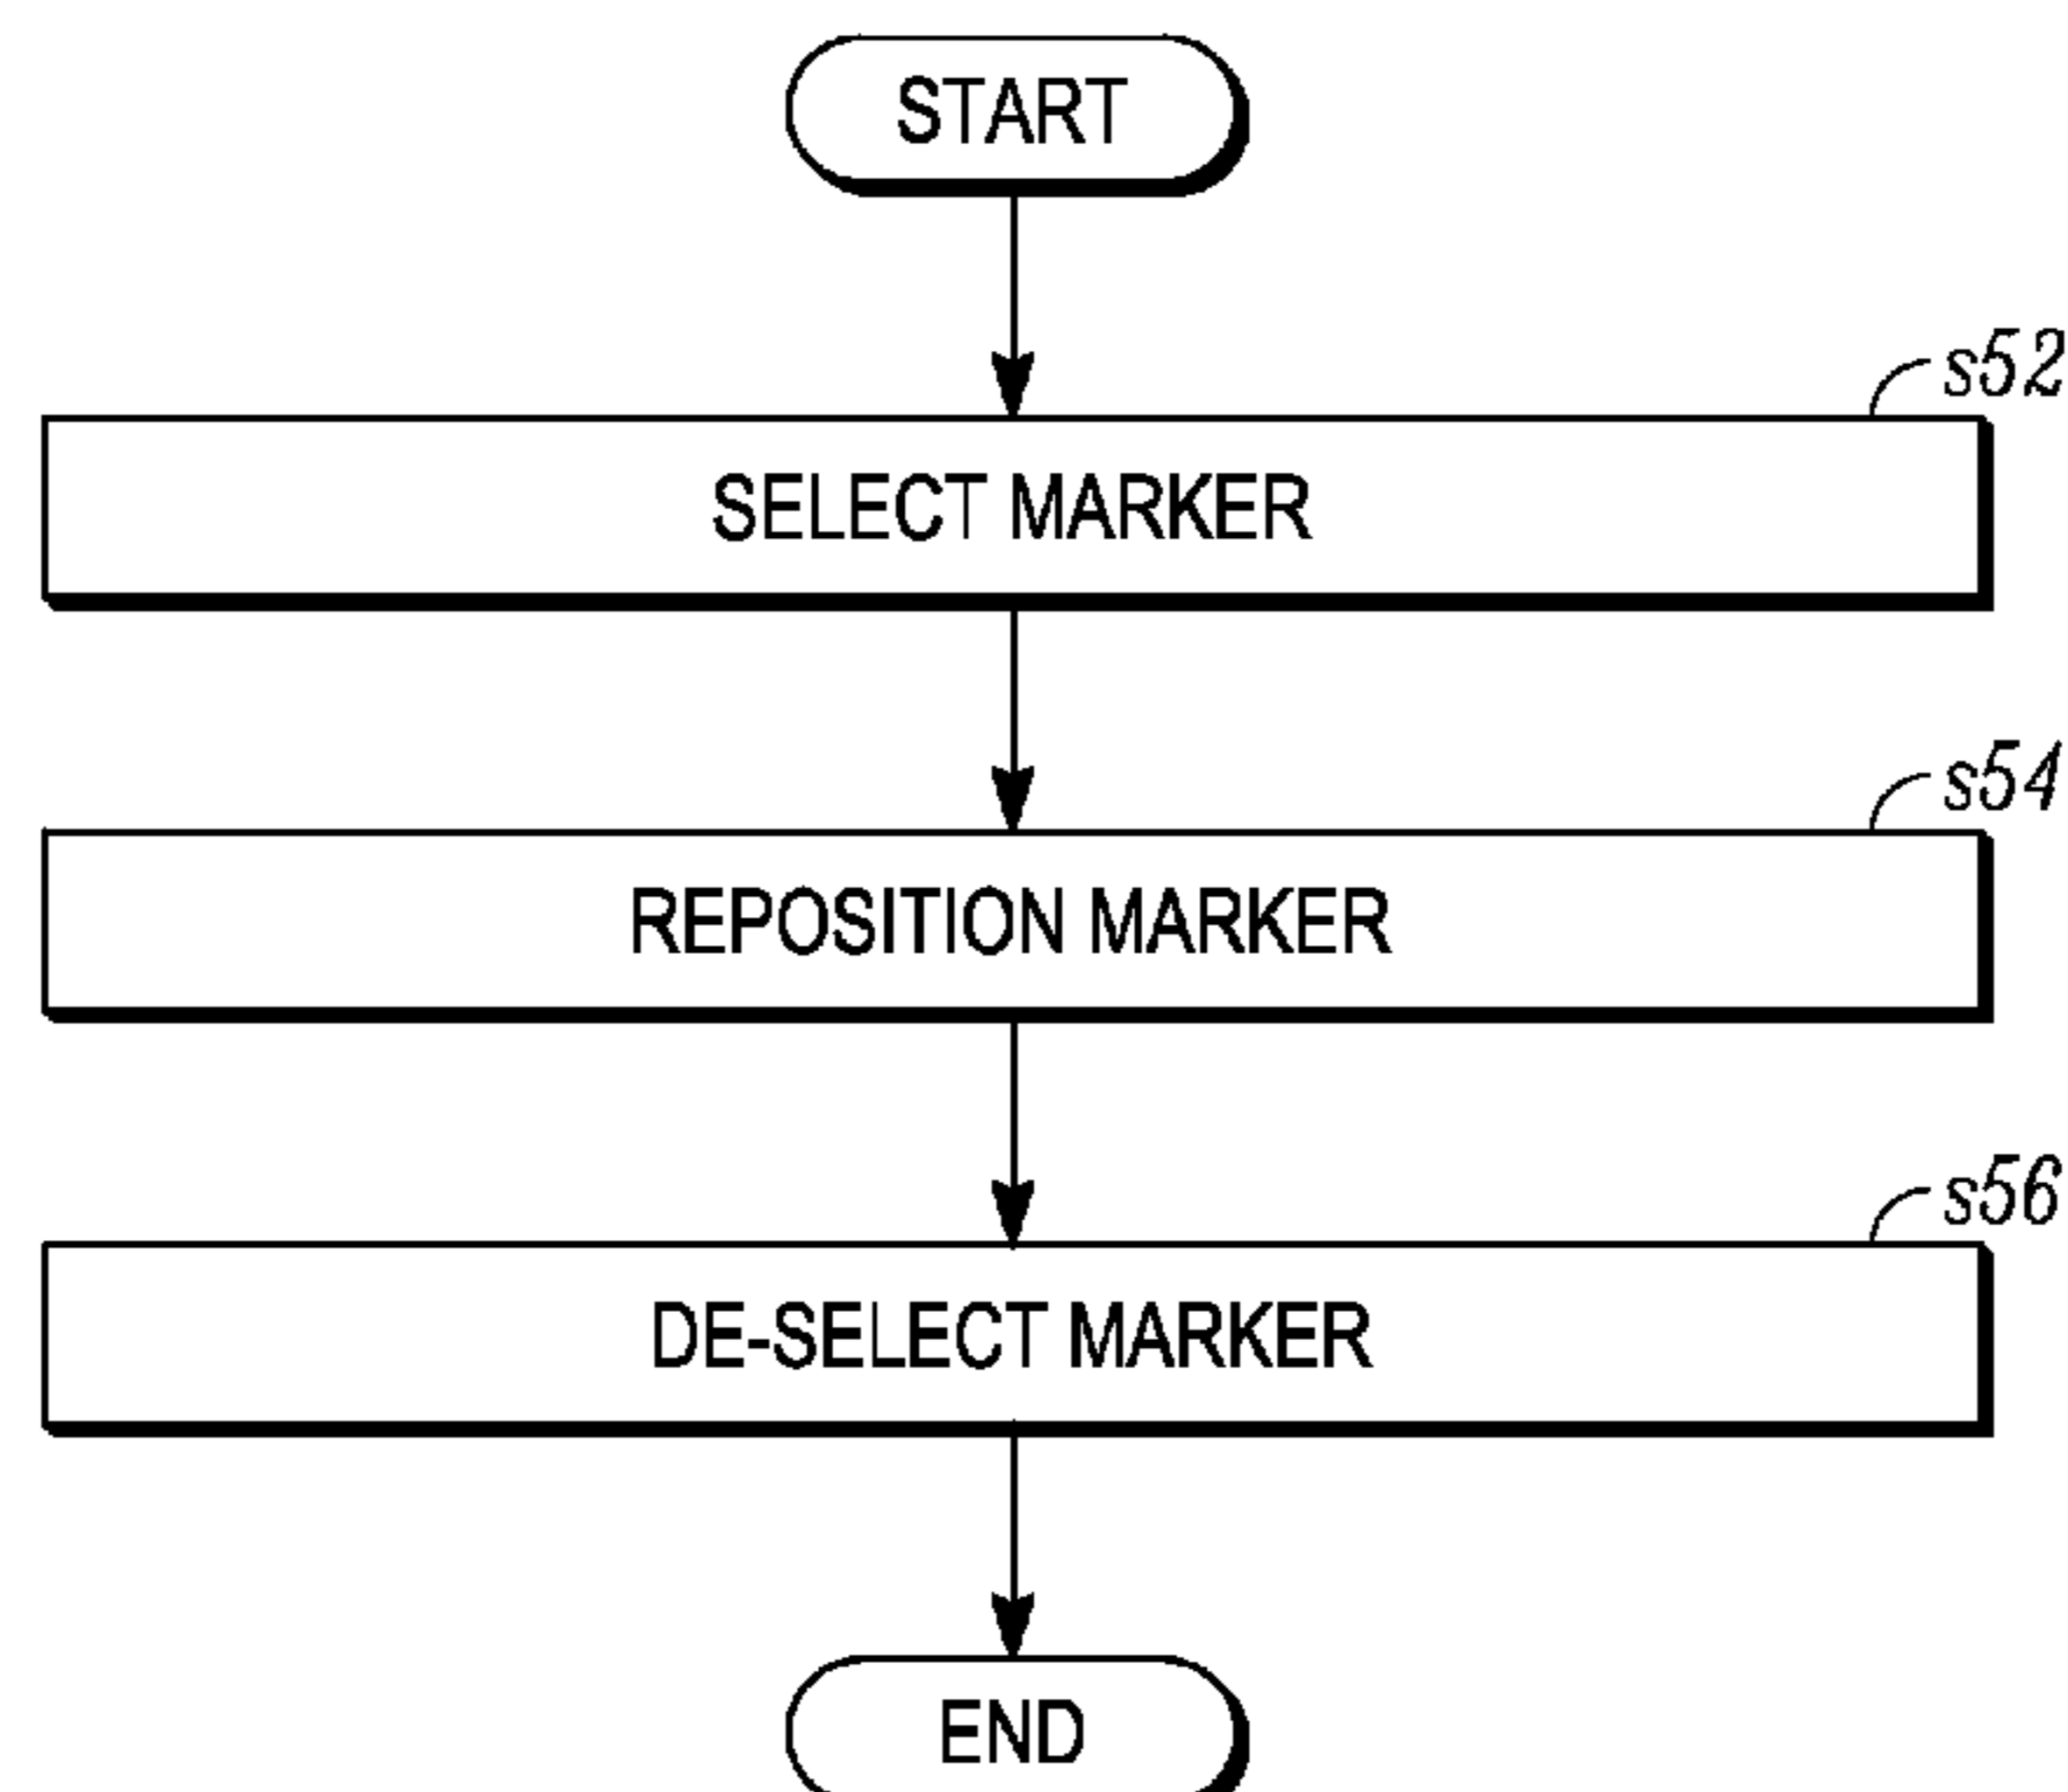 START
s52
SELECT MARKER
s54
REPOSITION MARKER
s56
DE-SELECT MARKER
END